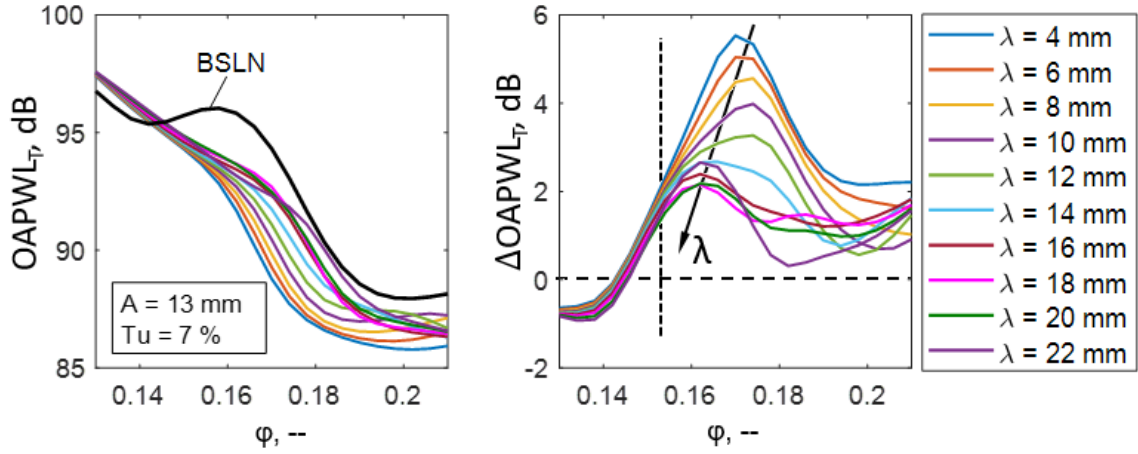 100
95
90
85
OAPWL_T, dB
BSLN
A = 13 mm
Tu = 7 %
0.14
0.16
0.18
0.2
φ, --
6
4
2
0
-2
ΔOAPWL_T, dB
λ
0.14
0.16
0.18
0.2
φ, --
λ = 4 mm
λ = 6 mm
λ = 8 mm
λ = 10 mm
λ = 12 mm
λ = 14 mm
λ = 16 mm
λ = 18 mm
λ = 20 mm
λ = 22 mm